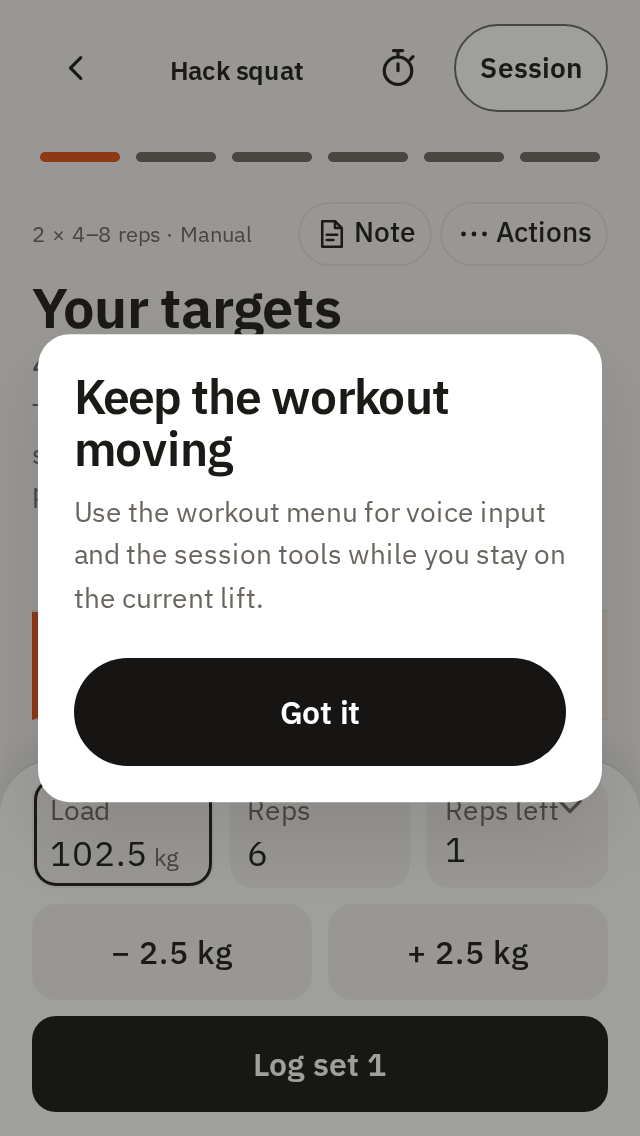 Hack squat
Session
2 × 4–8 reps · Manual
Note
Actions
Your targets
Keep the workout
moving
Use the workout menu for voice input
and the session tools while you stay on
the current lift.
Got it
Load
Reps
Reps left
102.5 kg
6
1
− 2.5 kg
+ 2.5 kg
Log set 1